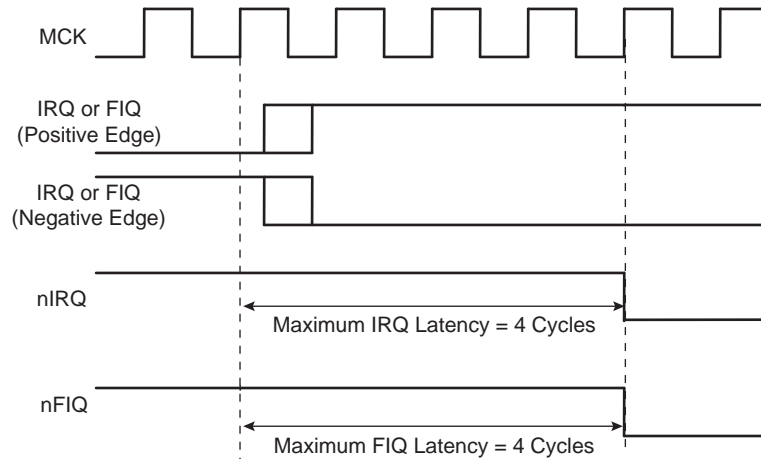 MCK
IRQ or FIQ
(Positive Edge)
IRQ or FIQ
(Negative Edge)
nIRQ
Maximum IRQ Latency = 4 Cycles
nFIQ
Maximum FIQ Latency = 4 Cycles